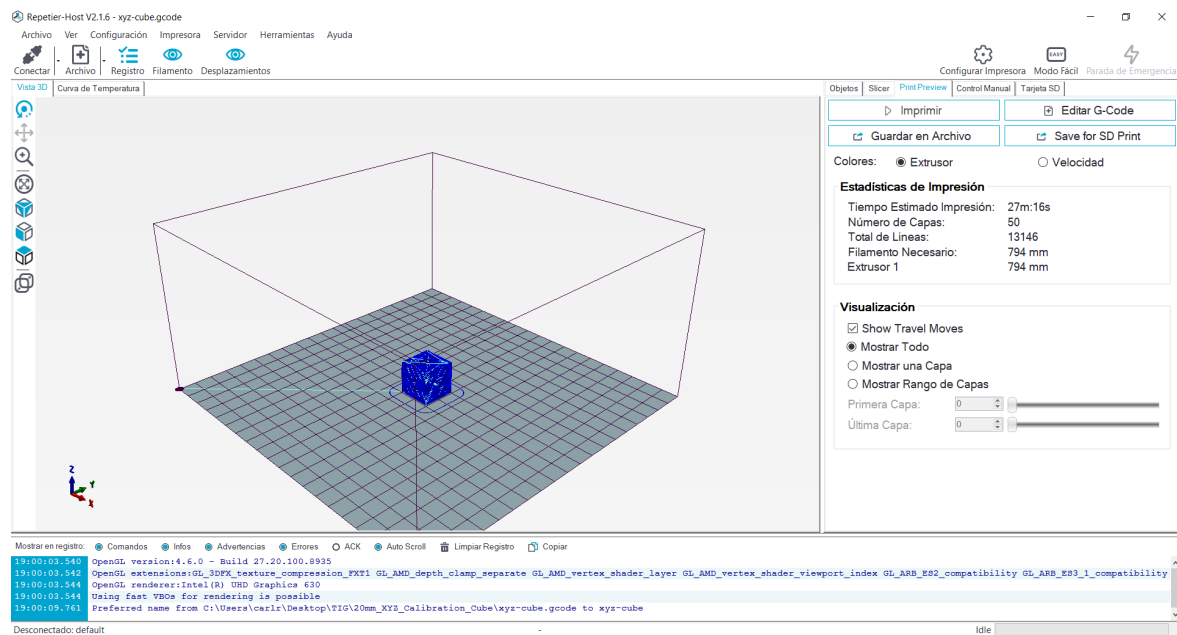 Repetier-Host V2.1.6 - xyz-cube.gcode
Archivo Ver Configuración Impresora Servidor Herramientas Ayuda
Conectar Archivo Registro Filamento Desplazamientos EASY Configurar Impresora Modo Fácil Parada de Emergencia
Vista 3D Curva de Temperatura
Objetos Slicer Print Preview Control Manual Tarjeta SD
Imprimir Editar G-Code
Guardar en Archivo Save for SD Print
Colores: Extrusor Velocidad
Estadísticas de Impresión
Tiempo Estimado Impresión: 27m:16s
Número de Capas: 50
Total de Lineas: 13146
Filamento Necesario: 794 mm
Extrusor 1 794 mm
Visualización
Show Travel Moves
Mostrar Todo
Mostrar una Capa
Mostrar Rango de Capas
Primera Capa: 0
Última Capa: 0
Z
Y
X
Mostrar en registro: Comandos Infos Advertencias Errores ACK Auto Scroll Limpiar Registro Copiar
19:00:03.540 OpenGL version:4.6.0 - Build 27.20.100.8935
19:00:03.542 OpenGL extensions:GL_3DFX_texture_compression_FXT1 GL_AMD_depth_clamp_separate GL_AMD_vertex_shader_layer GL_AMD_vertex_shader_viewport_index GL_ARB_ES2_compatibility GL_ARB_ES3_1_compatibility
19:00:03.544 OpenGL renderer:Intel(R) UHD Graphics 630
19:00:03.544 Using fast VBOs for rendering is possible
19:00:09.761 Preferred name from C:\Users\carlr\Desktop\TIG\20mm_XYZ_Calibration_Cube\xyz-cube.gcode to xyz-cube
Desconectado: default - Idle